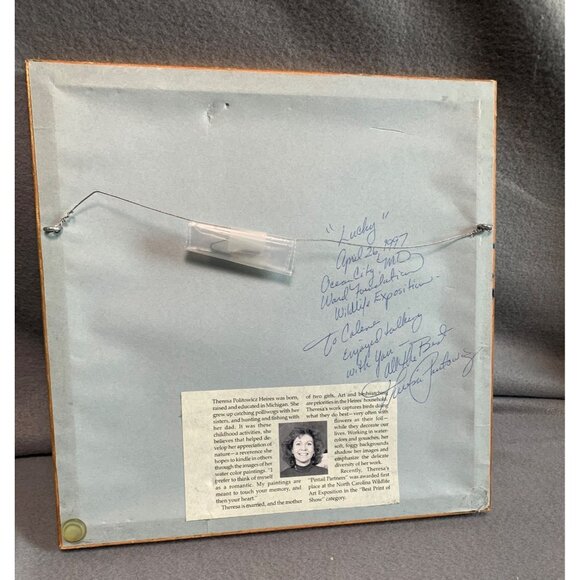 "Lucky"
April 26, 1997
Ocean City, MD
Ward Foundation
Wildlife Exposition
To Colene
Enjoyed talking
with you.
All the Best
Theresa Politowicz
Theresa Politowicz Heires was born,
raised and educated in Michigan. She
grew up catching polliwogs with her
sisters, and hunting and fishing with
her dad. It was these
childhood activities, she
believes that helped de-
velop her appreciation of
nature—a reverence she
hopes to kindle in others
through the images of her
water color paintings. "I
prefer to think of myself
as a romantic. My paintings are
meant to touch your memory, and
then your heart."
Theresa is married, and the mother
of two girls. Art and birdwatching
are priorities in the Heires' household.
Theresa's work captures birds doing
what they do best—very often with
flowers as their foil—
while they decorate our
lives. Working in water-
colors and gouaches, her
soft, foggy backgrounds
shadow her images and
emphasize the delicate
diversity of her work.
Recently, Theresa's
"Pontail Partners" was awarded first
place at the North Carolina Wildlife
Art Exposition in the "Best Print of
Show" category.